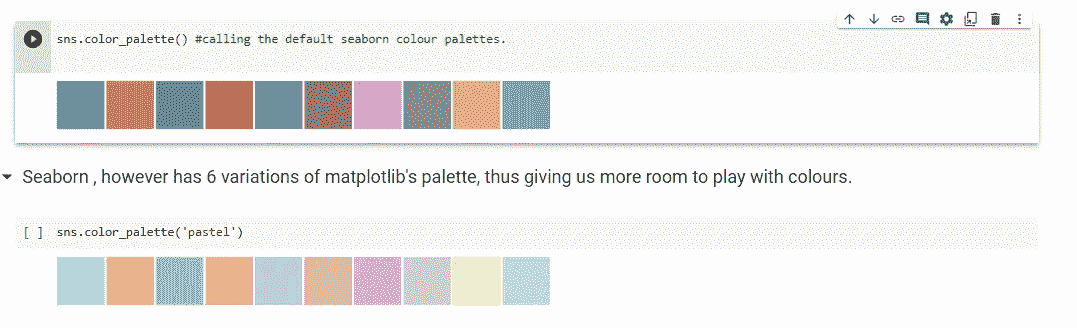 sns.color_palette() #calling the default seaborn colour palettes.
Seaborn , however has 6 variations of matplotlib's palette, thus giving us more room to play with colours.
[ ] sns.color_palette('pastel')